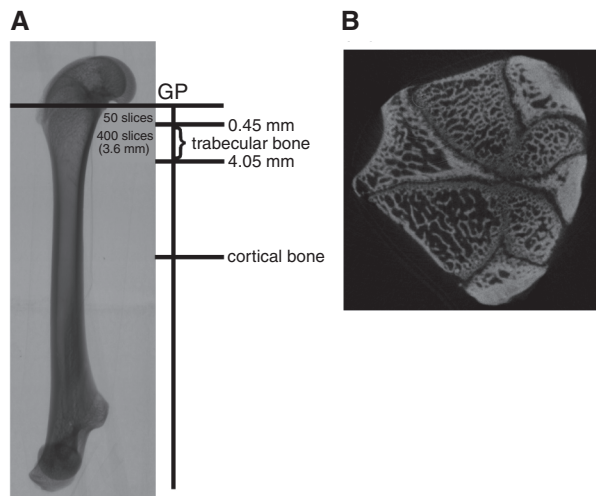 A
B
GP
50 slices
0.45 mm
400 slices
(3.6 mm)
trabecular bone
4.05 mm
cortical bone